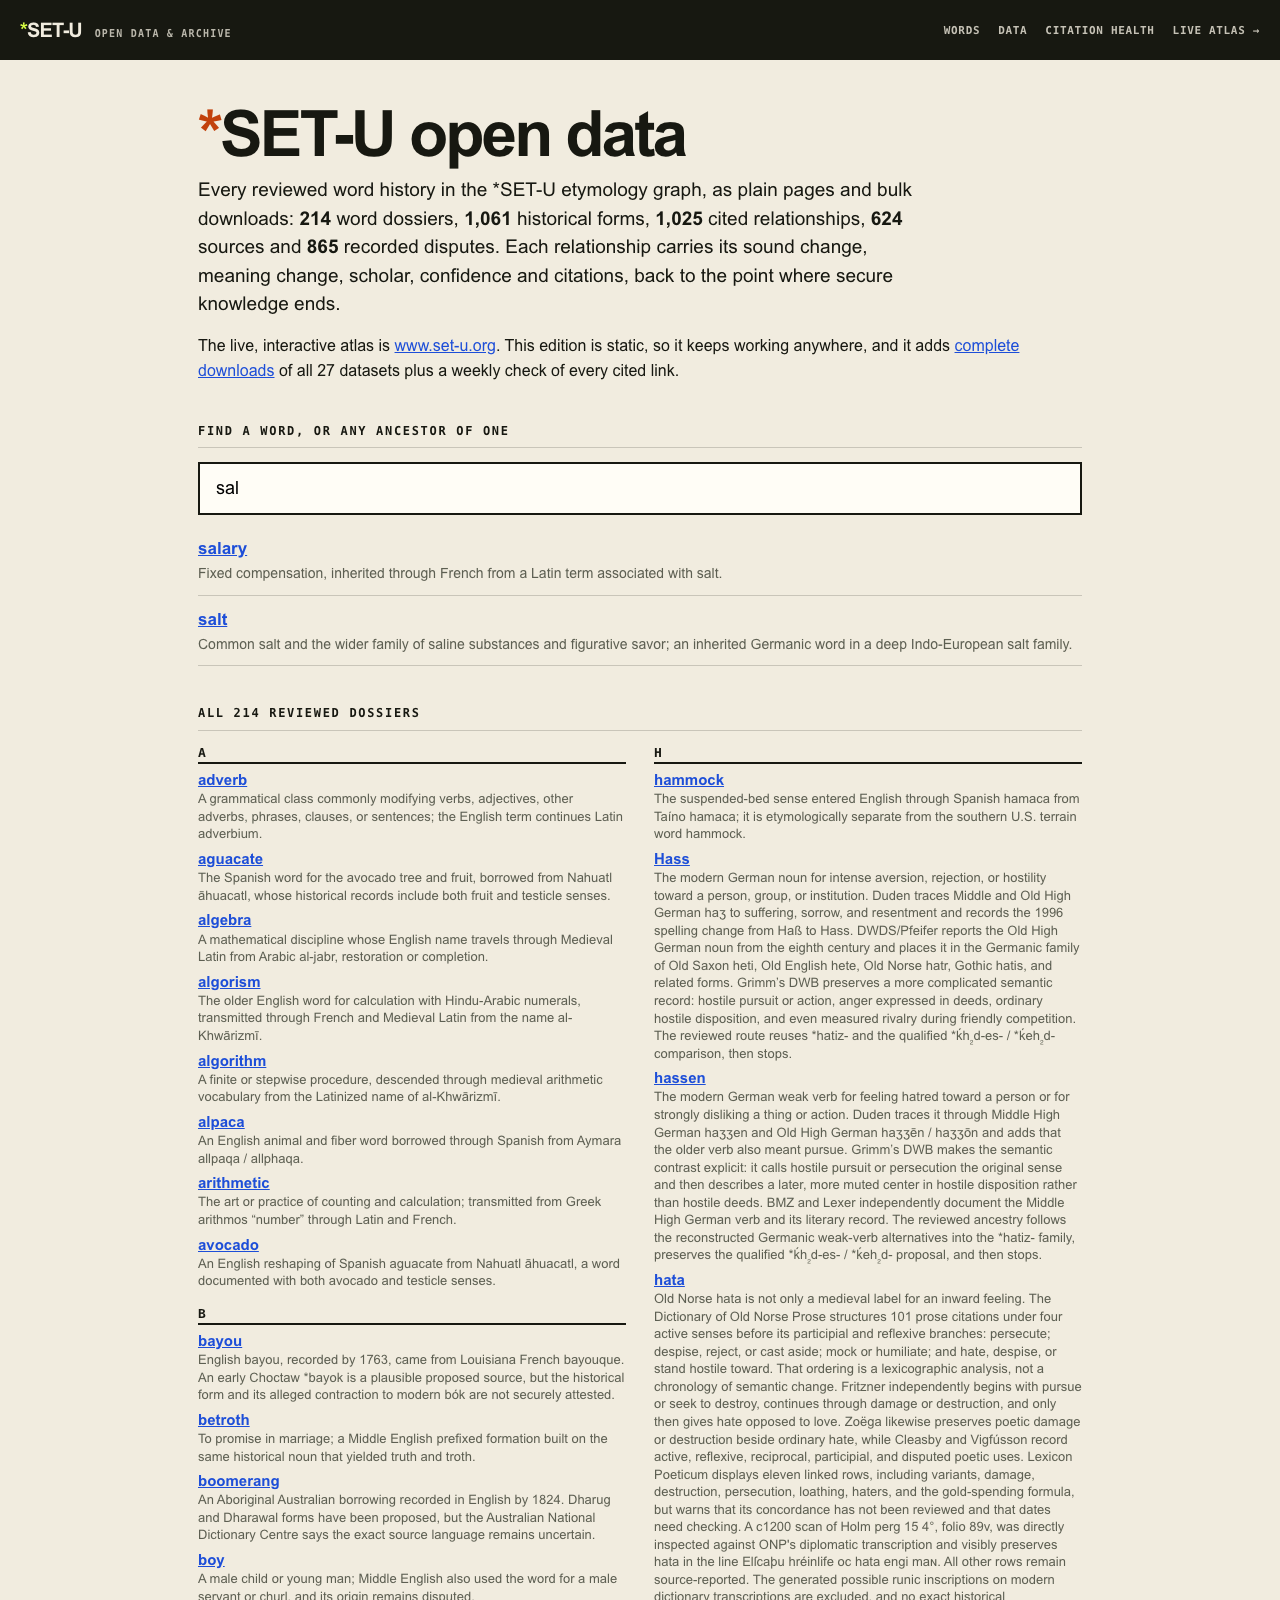 *SET-U OPEN DATA & ARCHIVE
WORDS DATA CITATION HEALTH LIVE ATLAS →
*SET-U open data
Every reviewed word history in the *SET-U etymology graph, as plain pages and bulk
downloads: 214 word dossiers, 1,061 historical forms, 1,025 cited relationships, 624
sources and 865 recorded disputes. Each relationship carries its sound change,
meaning change, scholar, confidence and citations, back to the point where secure
knowledge ends.
The live, interactive atlas is www.set-u.org. This edition is static, so it keeps working anywhere, and it adds complete
downloads of all 27 datasets plus a weekly check of every cited link.
FIND A WORD, OR ANY ANCESTOR OF ONE
sal
salary
Fixed compensation, inherited through French from a Latin term associated with salt.
salt
Common salt and the wider family of saline substances and figurative savor; an inherited Germanic word in a deep Indo-European salt family.
ALL 214 REVIEWED DOSSIERS
A
adverb
A grammatical class commonly modifying verbs, adjectives, other
adverbs, phrases, clauses, or sentences; the English term continues Latin
adverbium.
aguacate
The Spanish word for the avocado tree and fruit, borrowed from Nahuatl
āhuacatl, whose historical records include both fruit and testicle senses.
algebra
A mathematical discipline whose English name travels through Medieval
Latin from Arabic al-jabr, restoration or completion.
algorism
The older English word for calculation with Hindu-Arabic numerals,
transmitted through French and Medieval Latin from the name al-
Khwārizmī.
algorithm
A finite or stepwise procedure, descended through medieval arithmetic
vocabulary from the Latinized name of al-Khwārizmī.
alpaca
An English animal and fiber word borrowed through Spanish from Aymara
allpaqa / allphaqa.
arithmetic
The art or practice of counting and calculation; transmitted from Greek
arithmos “number” through Latin and French.
avocado
An English reshaping of Spanish aguacate from Nahuatl āhuacatl, a word
documented with both avocado and testicle senses.
B
bayou
English bayou, recorded by 1763, came from Louisiana French bayouque.
An early Choctaw *bayok is a plausible proposed source, but the historical
form and its alleged contraction to modern bók are not securely attested.
betroth
To promise in marriage; a Middle English prefixed formation built on the
same historical noun that yielded truth and troth.
boomerang
An Aboriginal Australian borrowing recorded in English by 1824. Dharug
and Dharawal forms have been proposed, but the Australian National
Dictionary Centre says the exact source language remains uncertain.
boy
A male child or young man; Middle English also used the word for a male
servant or churl, and its origin remains disputed.
H
hammock
The suspended-bed sense entered English through Spanish hamaca from
Taíno hamaca; it is etymologically separate from the southern U.S. terrain
word hammock.
Hass
The modern German noun for intense aversion, rejection, or hostility
toward a person, group, or institution. Duden traces Middle and Old High
German haʒ to suffering, sorrow, and resentment and records the 1996
spelling change from Haß to Hass. DWDS/Pfeifer reports the Old High
German noun from the eighth century and places it in the Germanic family
of Old Saxon heti, Old English hete, Old Norse hatr, Gothic hatis, and
related forms. Grimm’s DWB preserves a more complicated semantic
record: hostile pursuit or action, anger expressed in deeds, ordinary
hostile disposition, and even measured rivalry during friendly competition.
The reviewed route reuses *hatiz- and the qualified *ḱh₂d-es- / *ḱeh₂d-
comparison, then stops.
hassen
The modern German weak verb for feeling hatred toward a person or for
strongly disliking a thing or action. Duden traces it through Middle High
German haʒʒen and Old High German haʒʒēn / haʒʒōn and adds that
the older verb also meant pursue. Grimm’s DWB makes the semantic
contrast explicit: it calls hostile pursuit or persecution the original sense
and then describes a later, more muted center in hostile disposition rather
than hostile deeds. BMZ and Lexer independently document the Middle
High German verb and its literary record. The reviewed ancestry follows
the reconstructed Germanic weak-verb alternatives into the *hatiz- family,
preserves the qualified *ḱh₂d-es- / *ḱeh₂d- proposal, and then stops.
hata
Old Norse hata is not only a medieval label for an inward feeling. The
Dictionary of Old Norse Prose structures 101 prose citations under four
active senses before its participial and reflexive branches: persecute;
despise, reject, or cast aside; mock or humiliate; and hate, despise, or
stand hostile toward. That ordering is a lexicographic analysis, not a
chronology of semantic change. Fritzner independently begins with pursue
or seek to destroy, continues through damage or destruction, and only
then gives hate opposed to love. Zoëga likewise preserves poetic damage
or destruction beside ordinary hate, while Cleasby and Vigfússon record
active, reflexive, reciprocal, participial, and disputed poetic uses. Lexicon
Poeticum displays eleven linked rows, including variants, damage,
destruction, persecution, loathing, haters, and the gold-spending formula,
but warns that its concordance has not been reviewed and that dates
need checking. A c1200 scan of Holm perg 15 4°, folio 89v, was directly
inspected against ONP's diplomatic transcription and visibly preserves
hata in the line Elſcaþu hréinlife oc hata engi maɴ. All other rows remain
source-reported. The generated possible runic inscriptions on modern
dictionary transcriptions are excluded, and no exact historical